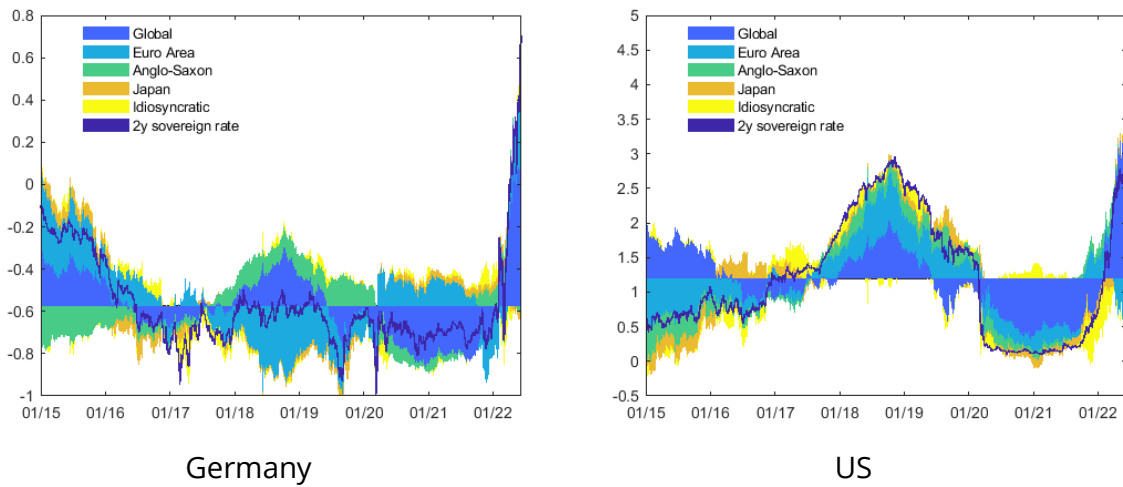 0.8
0.6
0.4
0.2
0
-0.2
-0.4
-0.6
-0.8
-1
Global
Euro Area
Anglo-Saxon
Japan
Idiosyncratic
2y sovereign rate
01/15 01/16 01/17 01/18 01/19 01/20 01/21 01/22
Germany
5
4.5
4
3.5
3
2.5
2
1.5
1
0.5
0
-0.5
Global
Euro Area
Anglo-Saxon
Japan
Idiosyncratic
2y sovereign rate
01/15 01/16 01/17 01/18 01/19 01/20 01/21 01/22
US